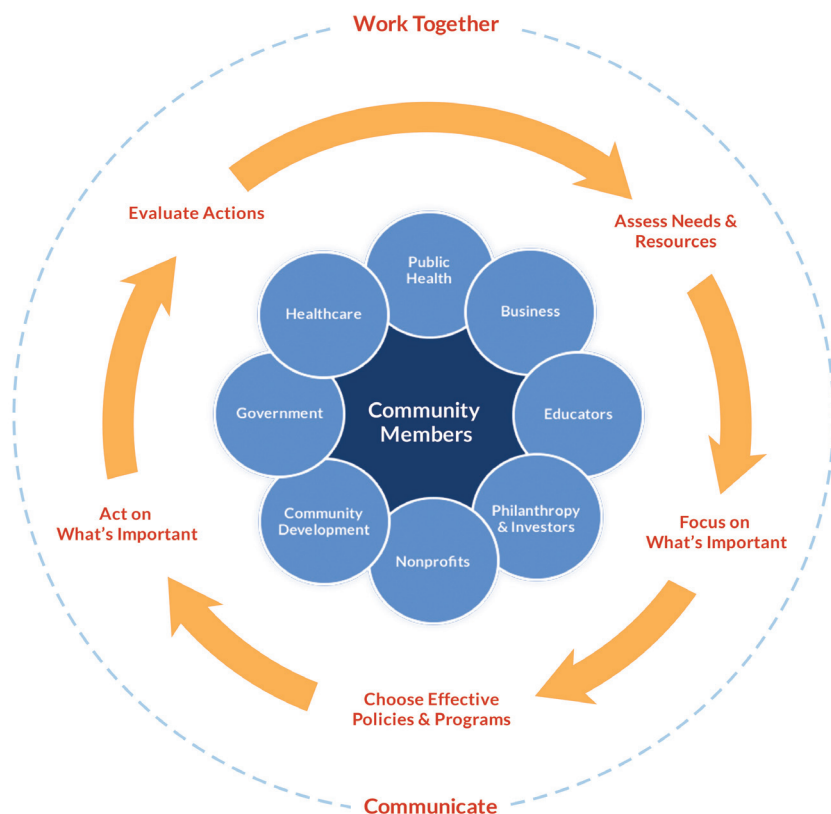 Work Together
Evaluate Actions
Assess Needs &
Resources
Public
Health
Healthcare
Business
Government
Community
Members
Educators
Act on
What’s Important
Community
Development
Philanthropy
& Investors
Focus on
What’s Important
Nonprofits
Choose Effective
Policies & Programs
Communicate